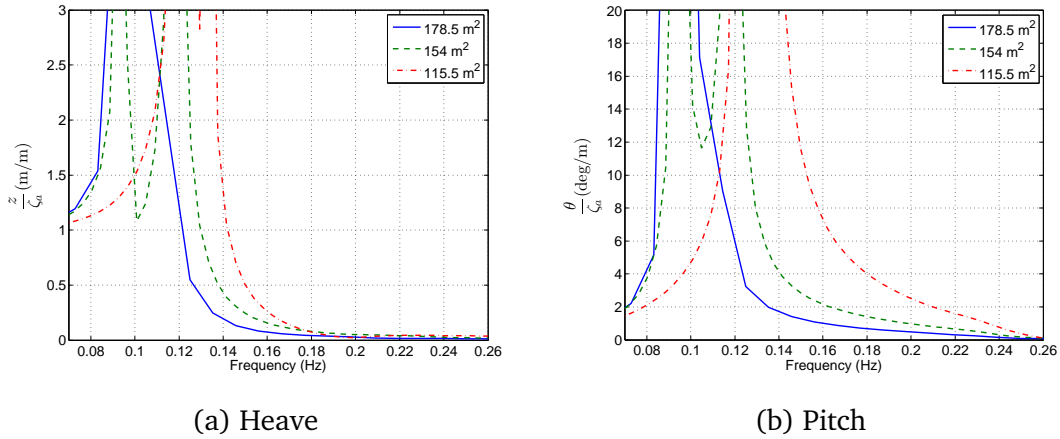 3
2.5
2
1.5
1
0.5
0
0.08 0.1 0.12 0.14 0.16 0.18 0.2 0.22 0.24 0.26
Frequency (Hz)
z/ζa (m/m)
178.5 m²
154 m²
115.5 m²
(a) Heave
20
18
16
14
12
10
8
6
4
2
0
0.08 0.1 0.12 0.14 0.16 0.18 0.2 0.22 0.24 0.26
Frequency (Hz)
θ/ζa (deg/m)
178.5 m²
154 m²
115.5 m²
(b) Pitch